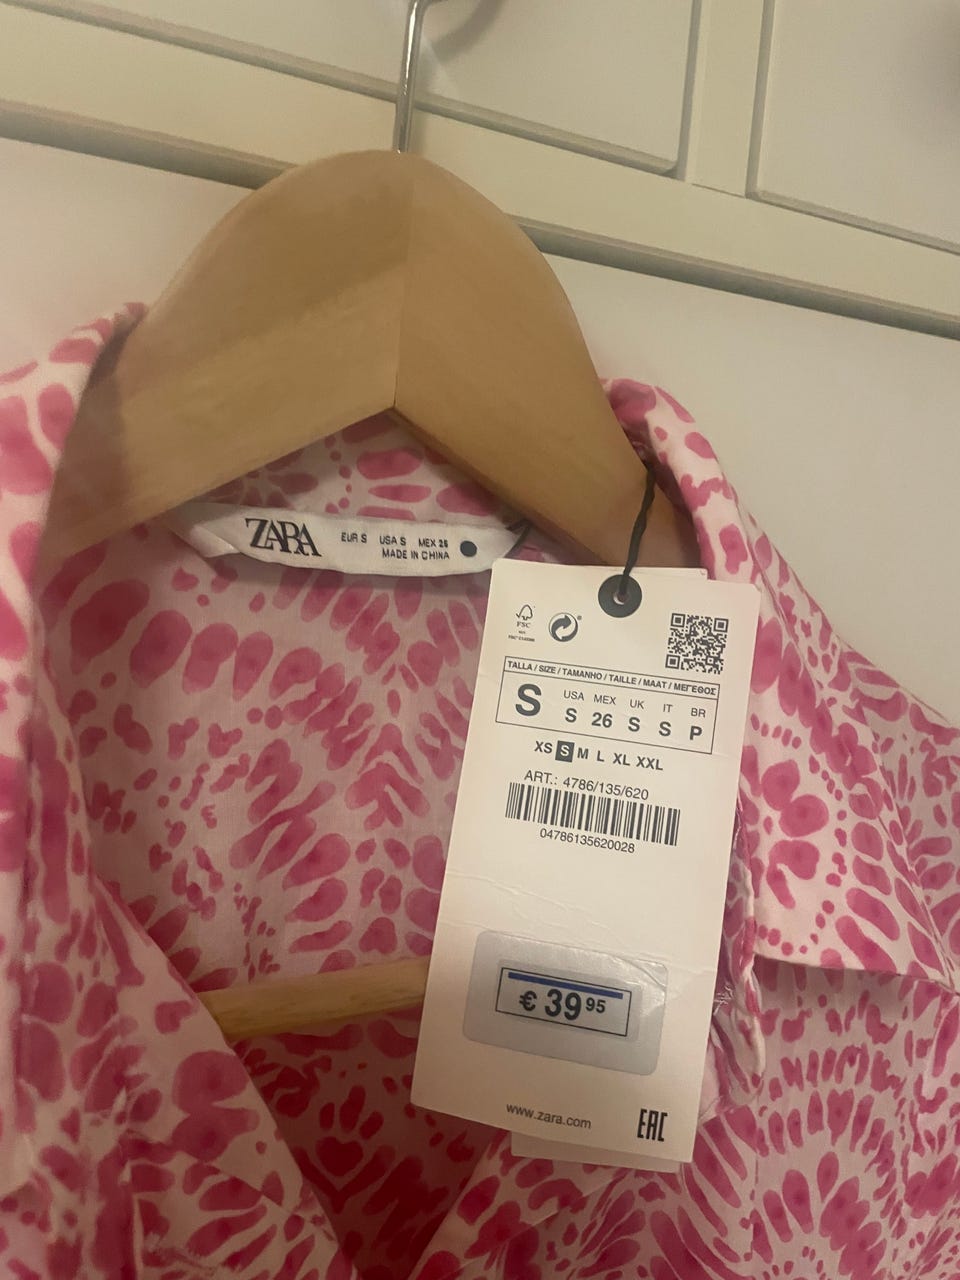 ZARA
EUR S USA S MEX 26
MADE IN CHINA
FSC
TALLA / SIZE / TAMANHO / TAILLE / MAAT / ΜΕΓΕΘΟΣ
S
USA MEX UK IT BR
S 26 S S P
XS S M L XL XXL
ART.: 4786/135/620
04786135620028
€ 39 95
www.zara.com
EAC